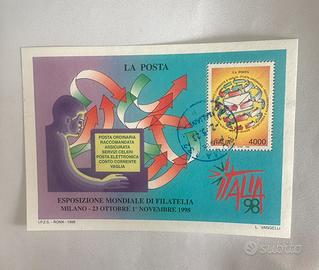 LA POSTA
LA POSTA
4000
POSTA ORDINARIA
RACCOMANDATA
ASSICURATA
SERVIZI CELERI
POSTA ELETTRONICA
CONTO CORRENTE
VAGLIA
ITALIA
98
ESPOSIZIONE MONDIALE DI FILATELIA
MILANO - 23 OTTOBRE 1° NOVEMBRE 1998
I.P.Z.S. - ROMA - 1998
L. VANGELLI
subito